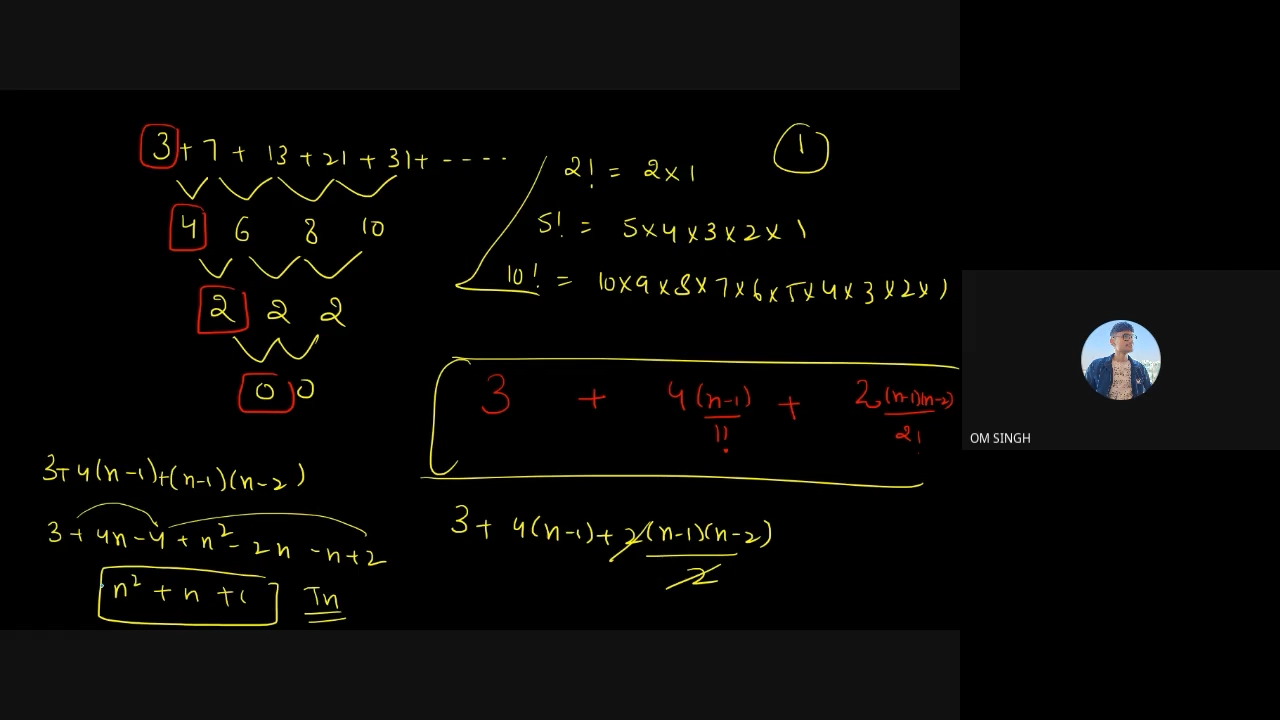 3 + 7 + 13 + 21 + 31 + ----
4 6 8 10
2 2 2
0 0
2! = 2×1
5! = 5×4×3×2×1
10! = 10×9×8×7×6×5×4×3×2×1
1
3 + 4(n-1)/1! + 2(n-1)(n-2)/2!
3+4(n-1)+(n-1)(n-2)
3+4n-4+n²-2n-n+2
n²+n+1 Tn
3+4(n-1)+2(n-1)(n-2)/2
OM SINGH